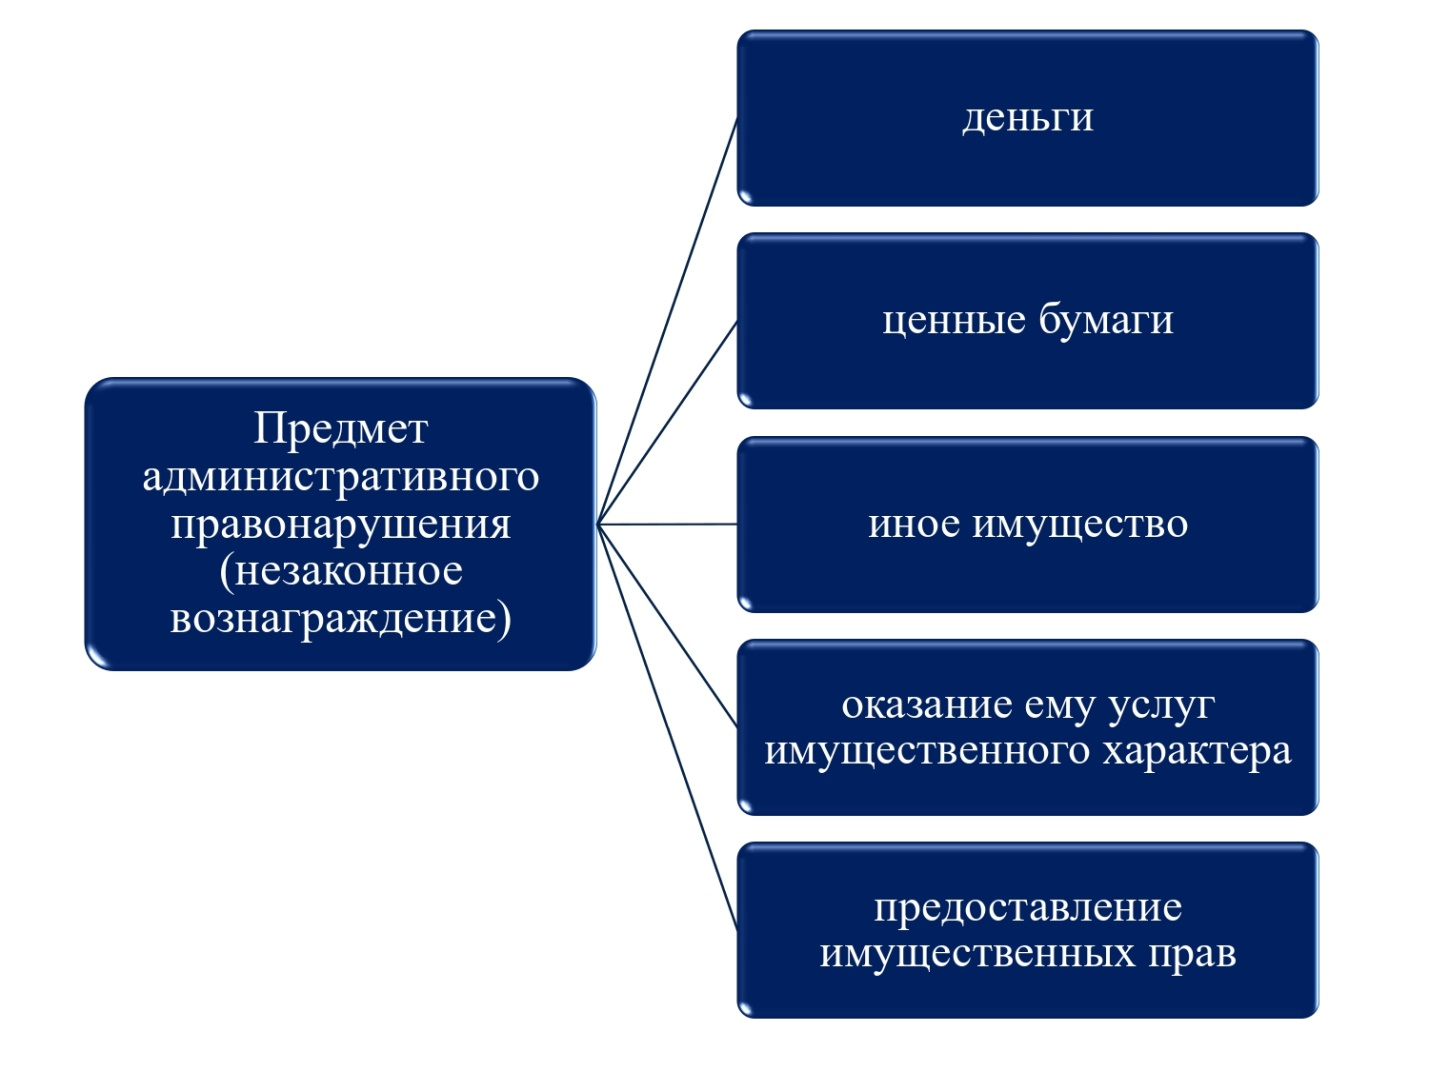 Предмет
административного
правонарушения
(незаконное
вознаграждение)
деньги
ценные бумаги
иное имущество
оказание ему услуг
имущественного характера
предоставление
имущественных прав